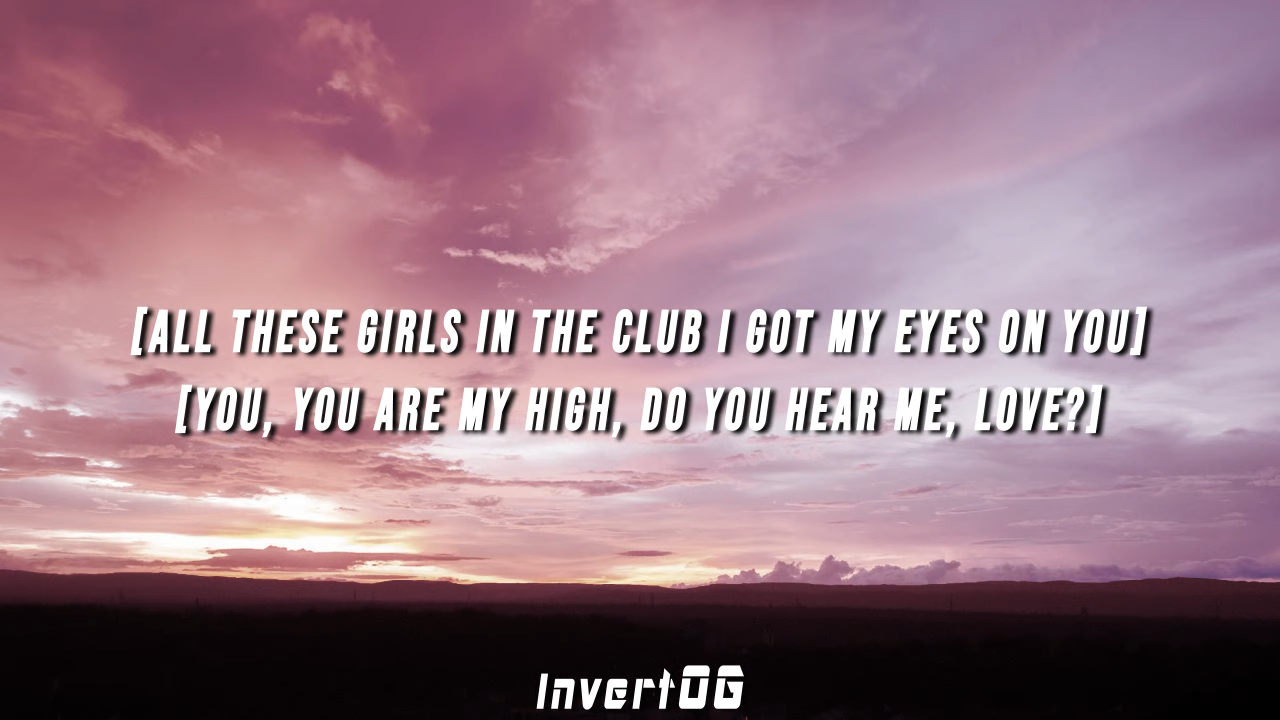 [ALL THESE GIRLS IN THE CLUB I GOT MY EYES ON YOU]
[YOU, YOU ARE MY HIGH, DO YOU HEAR ME, LOVE?]
InvertOG